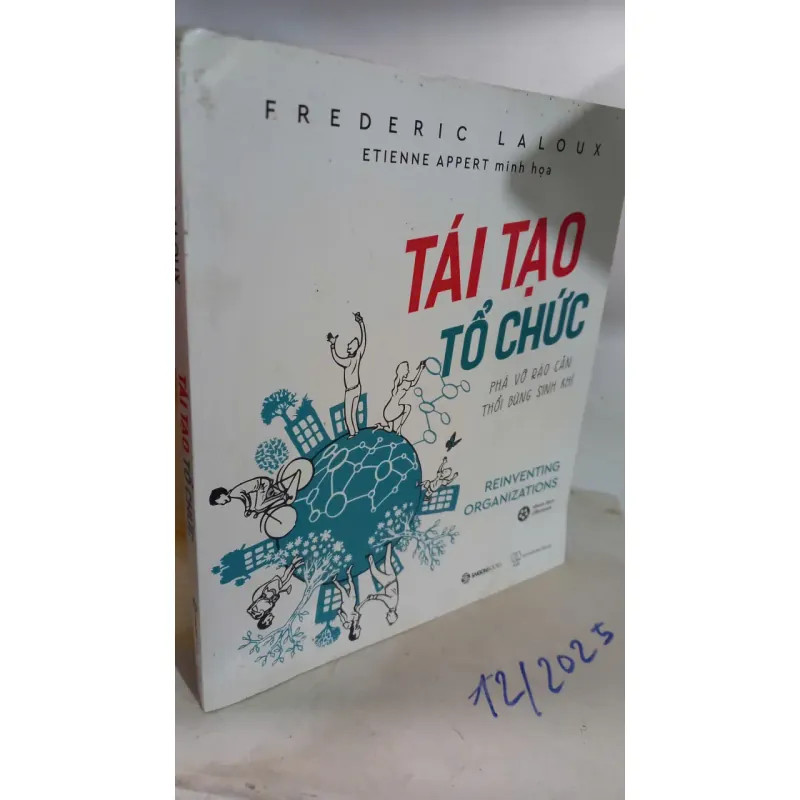 FREDERIC LALOUX
ETIENNE APPERT minh họa
TÁI TẠO
TỔ CHỨC
PHÁ VỠ RÀO CẢN
THỔI BÙNG SINH KHÍ
REINVENTING
ORGANIZATIONS
SAIGONBOOKS
TÁI TẠO TỔ CHỨC
12/2025